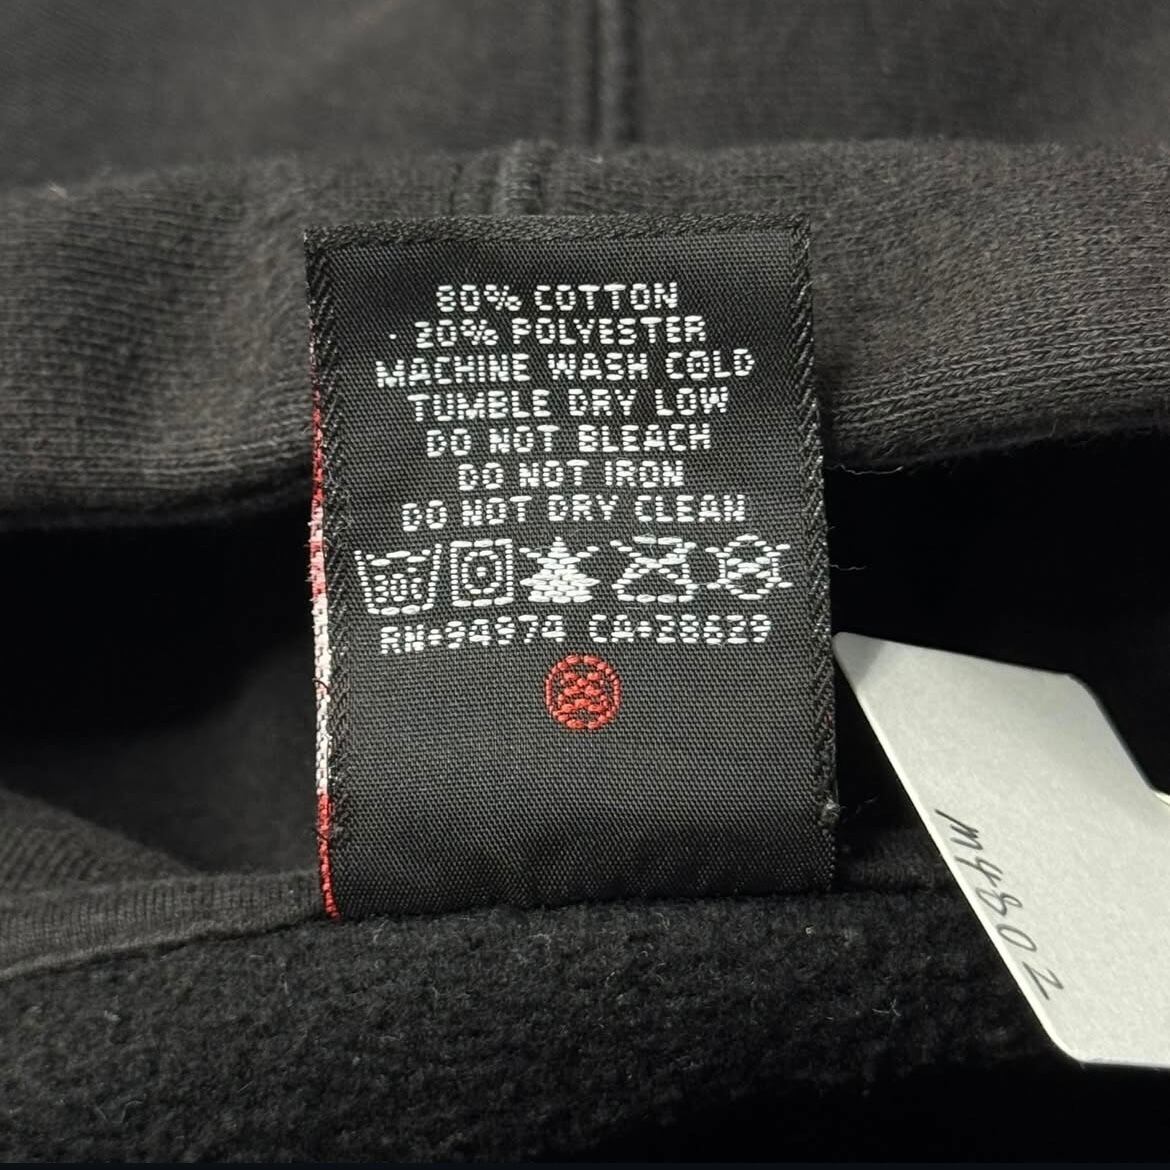 80% COTTON
20% POLYESTER
MACHINE WASH COLD
TUMBLE DRY LOW
DO NOT BLEACH
DO NOT IRON
DO NOT DRY CLEAN
80c
RN#94974 CA#28629